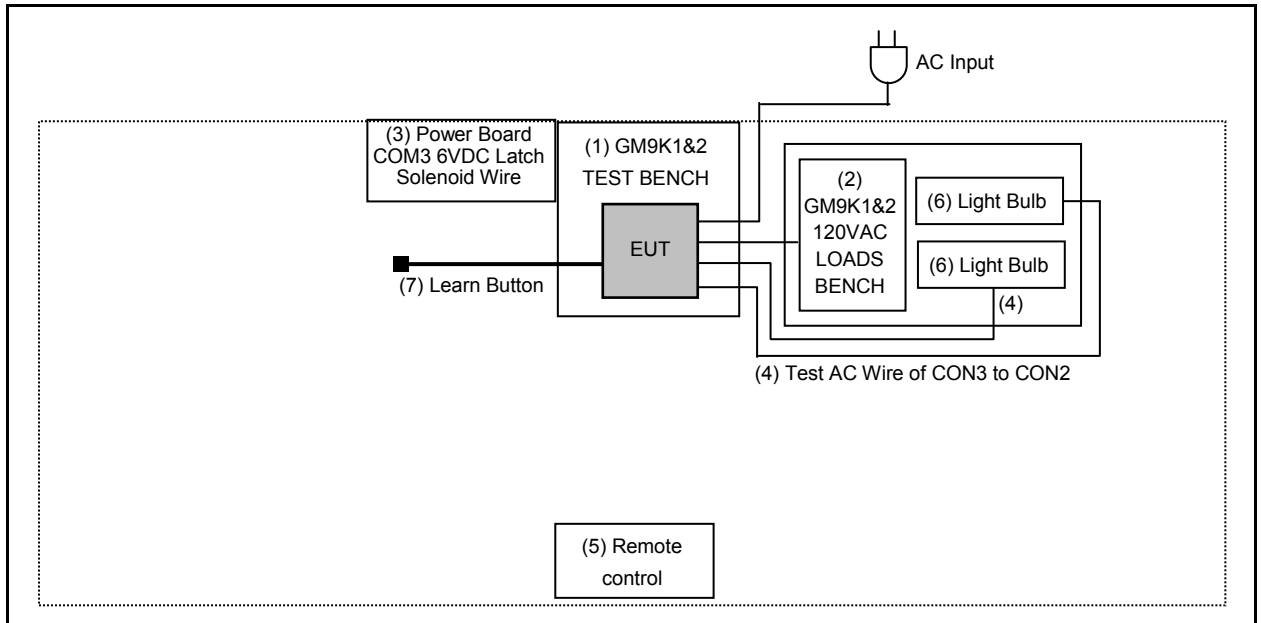 AC Input
(3) Power Board
COM3 6VDC Latch
Solenoid Wire
(1) GM9K1&2
TEST BENCH
EUT
(2)
GM9K1&2
120VAC
LOADS
BENCH
(6) Light Bulb
(6) Light Bulb
(4)
(7) Learn Button
(4) Test AC Wire of CON3 to CON2
(5) Remote
control